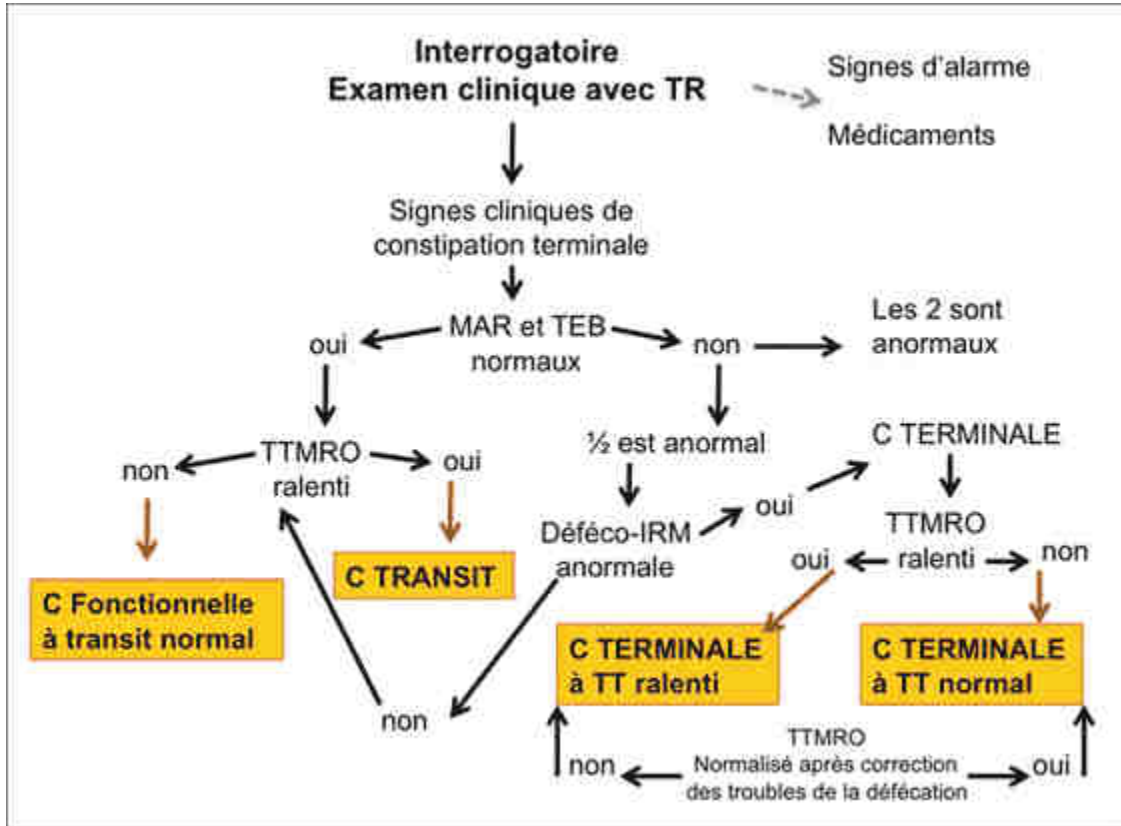 Interrogatoire
Examen clinique avec TR
Signes d'alarme
Médicaments
Signes cliniques de
constipation terminale
MAR et TEB
normaux
oui
non
Les 2 sont
anormaux
TTMRO
ralenti
non
oui
½ est anormal
C TERMINALE
Déféco-IRM
anormale
oui
TTMRO
ralenti
oui
non
C Fonctionnelle
à transit normal
C TRANSIT
C TERMINALE
à TT ralenti
C TERMINALE
à TT normal
non
TTMRO
Normalisé après correction
des troubles de la défécation
non
oui